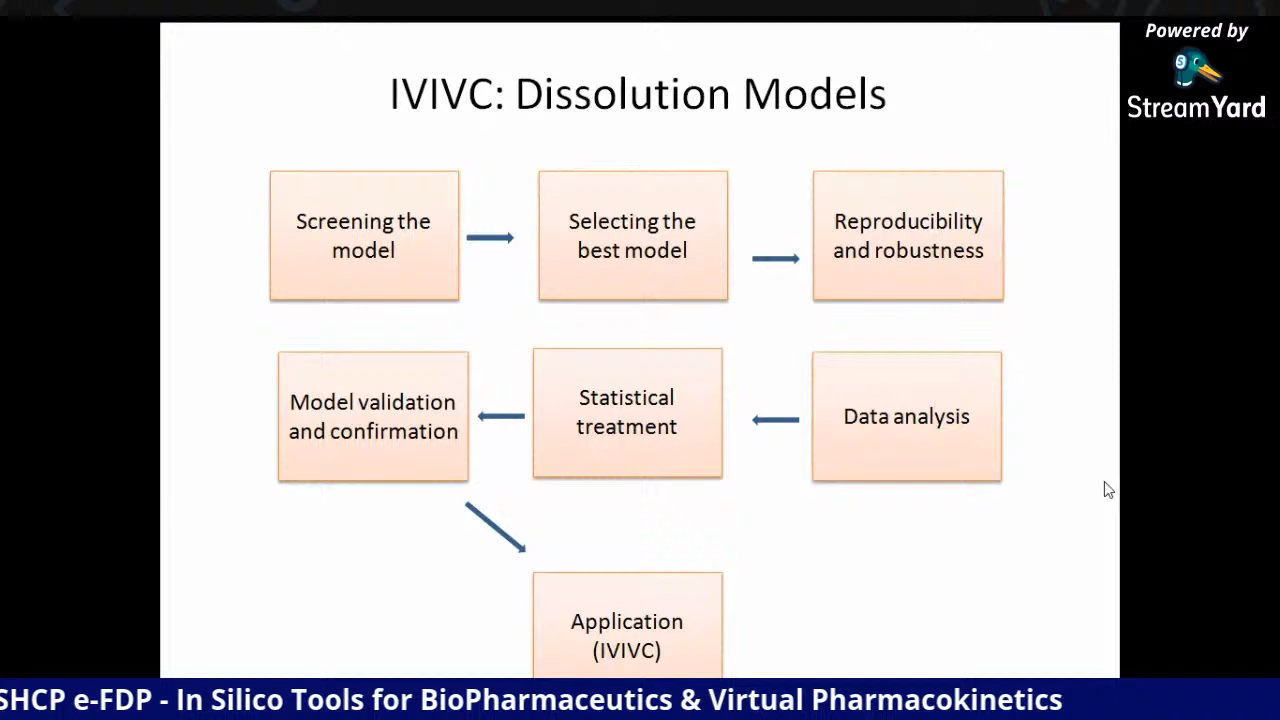 Powered by
StreamYard
IVIVC: Dissolution Models
Screening the
model
Selecting the
best model
Reproducibility
and robustness
Model validation
and confirmation
Statistical
treatment
Data analysis
Application
(IVIVC)
SHCP e-FDP - In Silico Tools for BioPharmaceutics & Virtual Pharmacokinetics